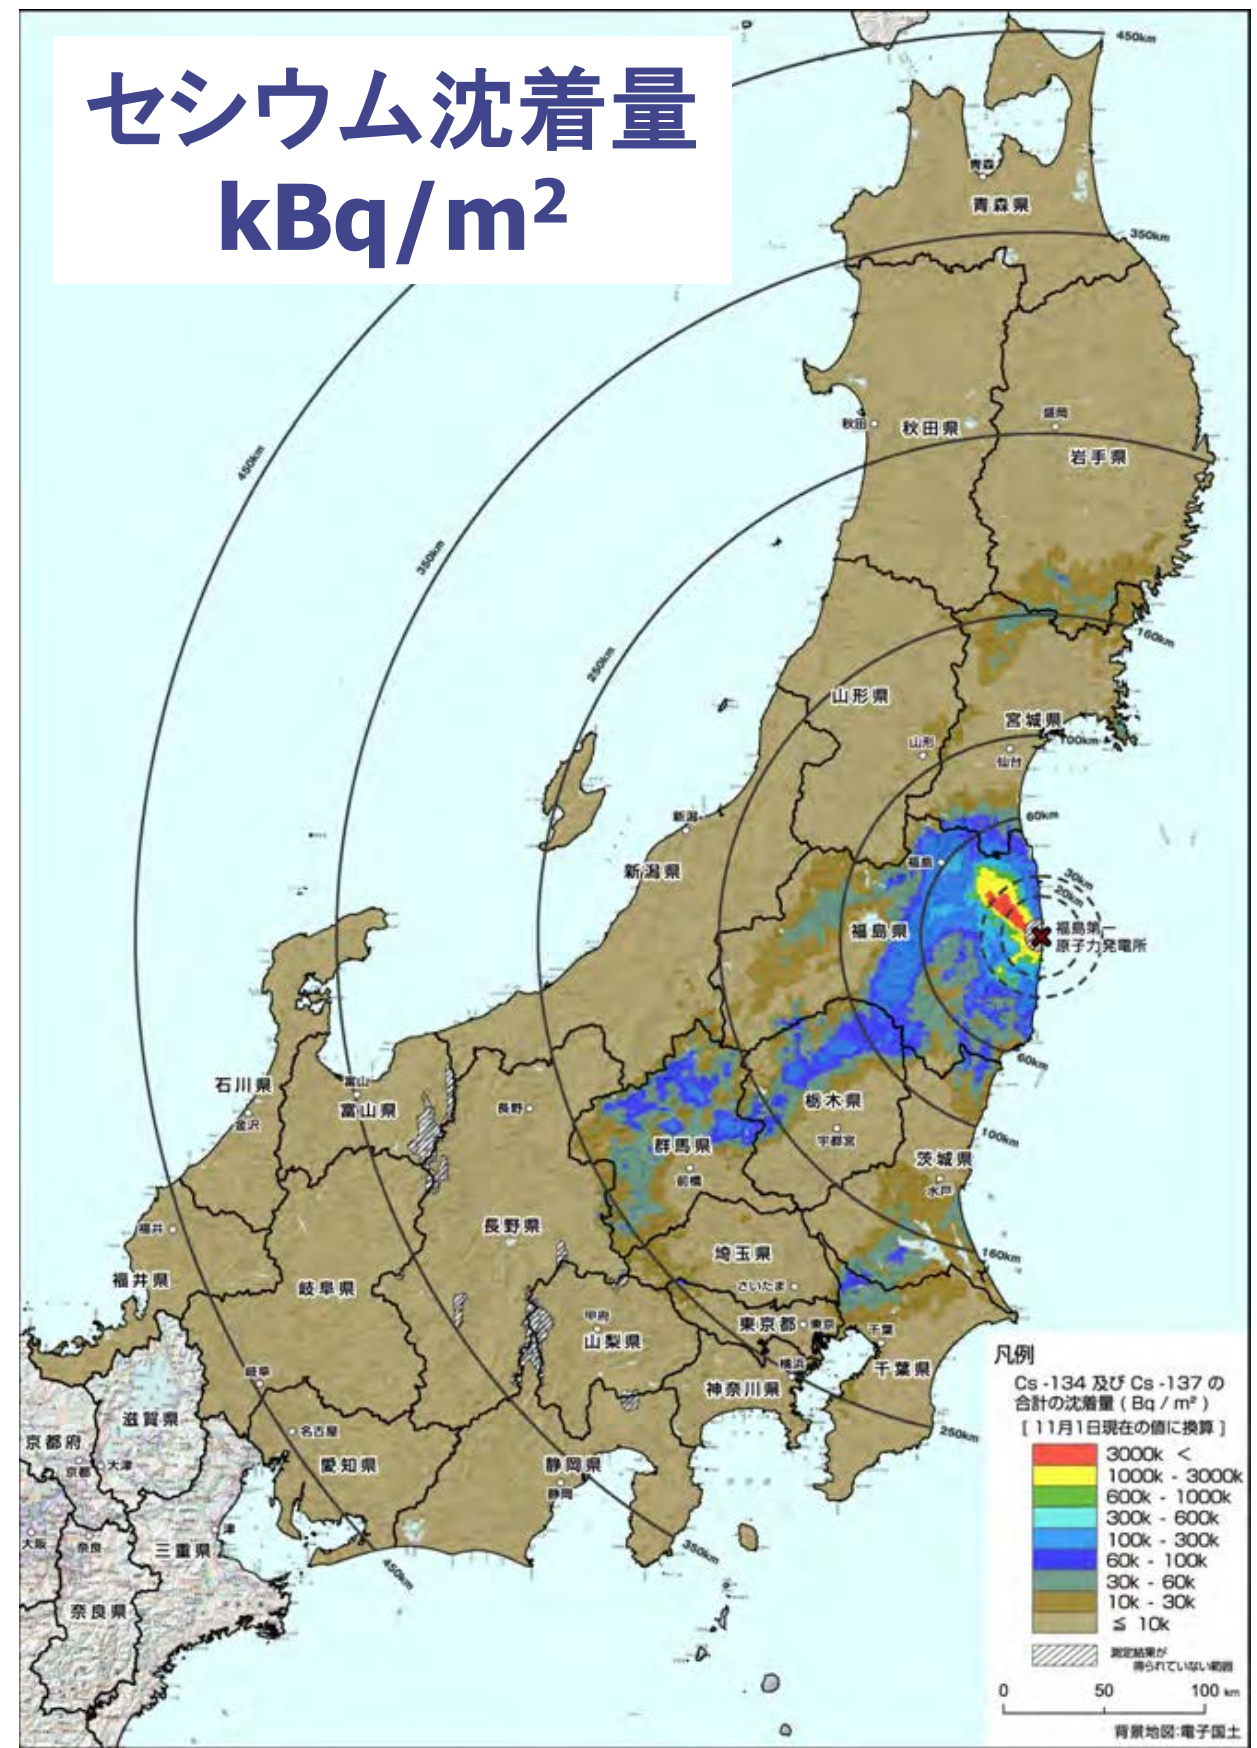 セシウム沈着量
kBq/m²
450km
青森
青森県
350km
秋田
秋田県
盛岡
岩手県
450km
350km
250km
160km
山形県
宮城県
山形
仙台
100km
新潟
60km
新潟県
福島
30km
20km
福島県
福島第一
原子力発電所
60km
石川県
金沢
富山
富山県
長野
栃木県
宇都宮
群馬県
前橋
100km
茨城県
水戸
福井
福井県
長野県
埼玉県
さいたま
160km
岐阜県
甲府
山梨県
東京都
東京
千葉
千葉県
岐阜
横浜
神奈川県
250km
滋賀県
京都府
京都
大津
名古屋
愛知県
静岡県
静岡
350km
450km
大阪
奈良
津
三重県
奈良県
凡例
Cs -134 及び Cs -137 の
合計の沈着量 ( Bq / m² )
[ 11月1日現在の値に換算 ]
3000k <
1000k - 3000k
600k - 1000k
300k - 600k
100k - 300k
60k - 100k
30k - 60k
10k - 30k
≦ 10k
測定結果が
得られていない範囲
0 50 100 km
背景地図:電子国土